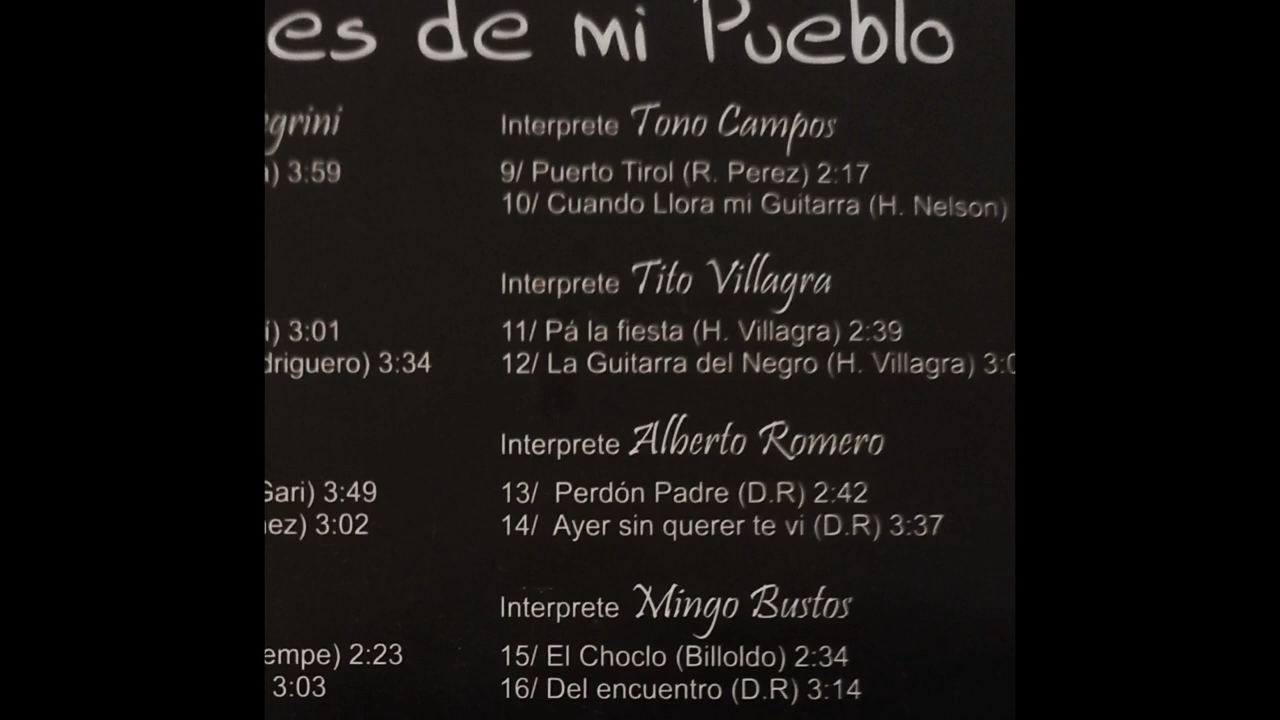 es de mi Pueblo
grini
) 3:59
) 3:01
driguero) 3:34
Gari) 3:49
ez) 3:02
empe) 2:23
3:03
Interprete Tono Campos
9/ Puerto Tirol (R. Perez) 2:17
10/ Cuando Llora mi Guitarra (H. Nelson)
Interprete Tito Villagra
11/ Pá la fiesta (H. Villagra) 2:39
12/ La Guitarra del Negro (H. Villagra) 3:0
Interprete Alberto Romero
13/ Perdón Padre (D.R) 2:42
14/ Ayer sin querer te vi (D.R) 3:37
Interprete Mingo Bustos
15/ El Choclo (Billoldo) 2:34
16/ Del encuentro (D.R) 3:14